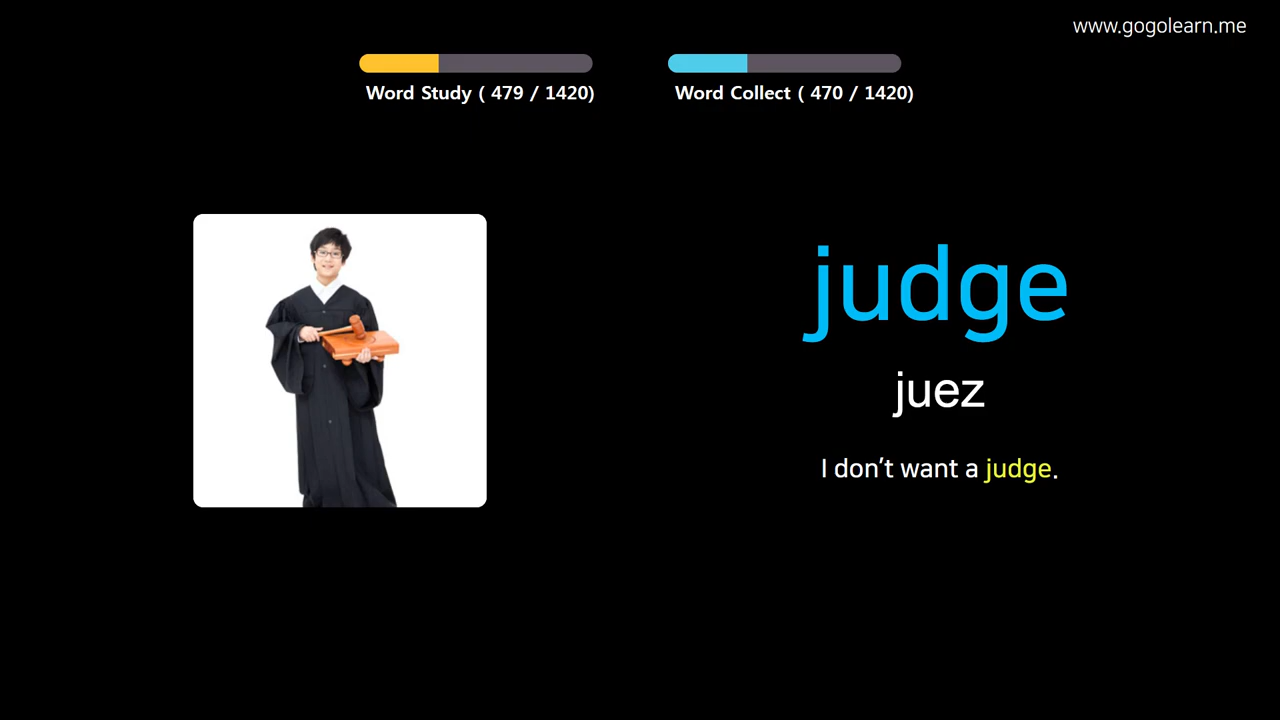 www.gogolearn.me
Word Study ( 479 / 1420)
Word Collect ( 470 / 1420)
judge
juez
I don’t want a judge.